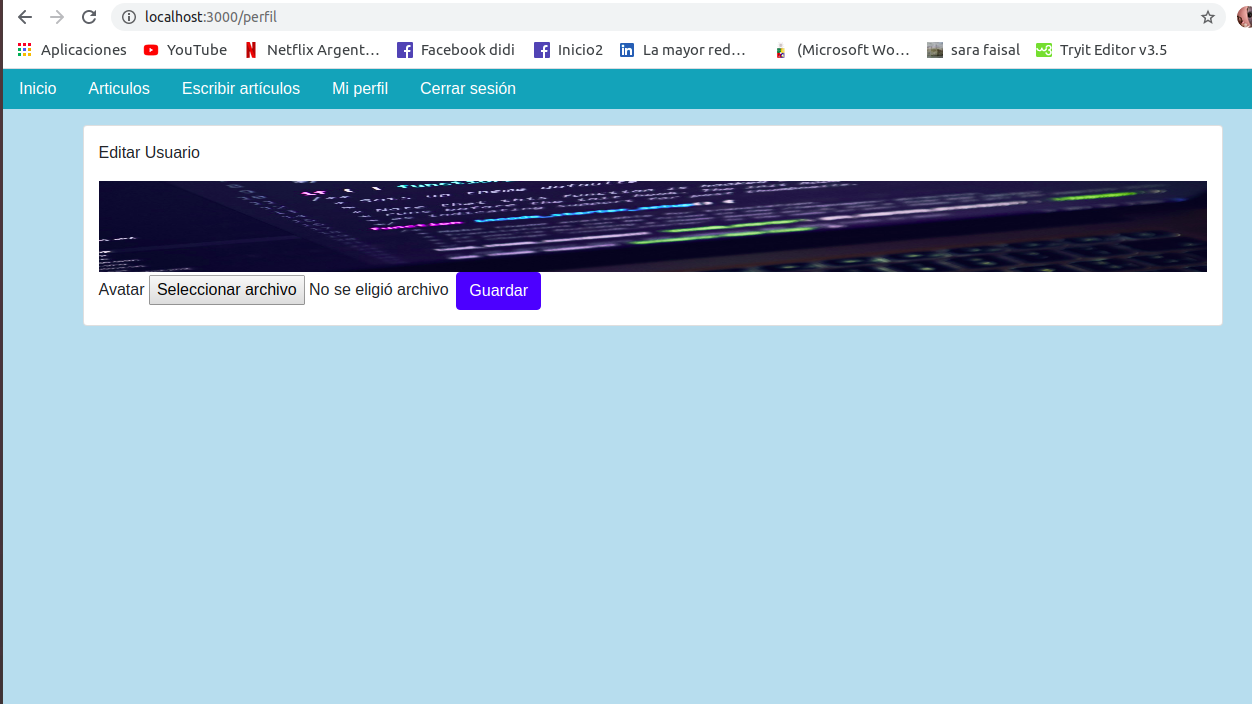 localhost:3000/perfil
Aplicaciones YouTube Netflix Argent... Facebook didi Inicio2 La mayor red... (Microsoft Wo... sara faisal Tryit Editor v3.5
Inicio Articulos Escribir artículos Mi perfil Cerrar sesión
Editar Usuario
Avatar Seleccionar archivo No se eligió archivo Guardar